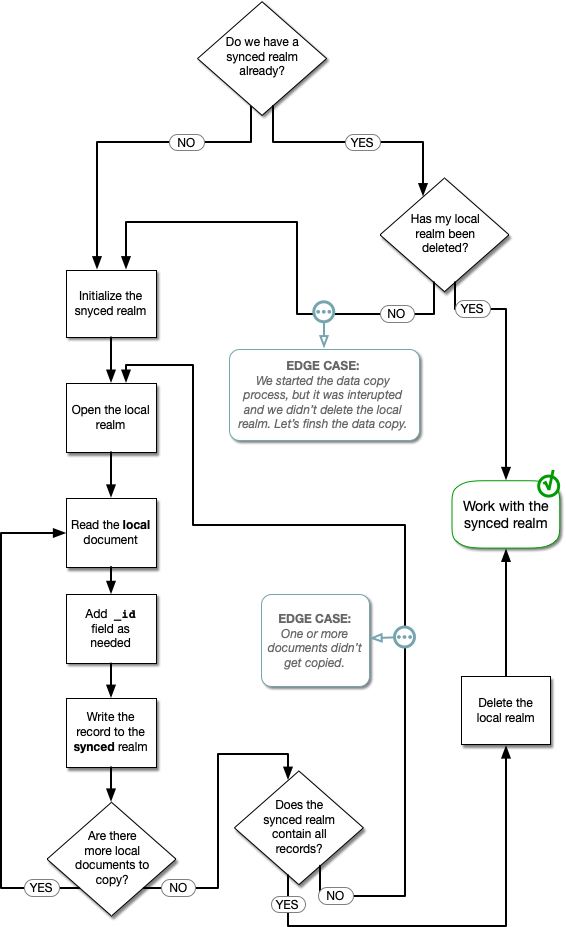 Do we have a
synced realm
already?
NO
YES
Has my local
realm been
deleted?
Initialize the
snyced realm
NO
YES
EDGE CASE:
We started the data copy
process, but it was interupted
and we didn't delete the local
realm. Let's finsh the data copy.
Open the local
realm
Work with the
synced realm
Read the local
document
Add _id
field as
needed
EDGE CASE:
One or more
documents didn't
get copied.
Write the
record to the
synced realm
Delete the
local realm
Are there
more local
documents to
copy?
Does the
synced realm
contain all
records?
YES
NO
NO
YES